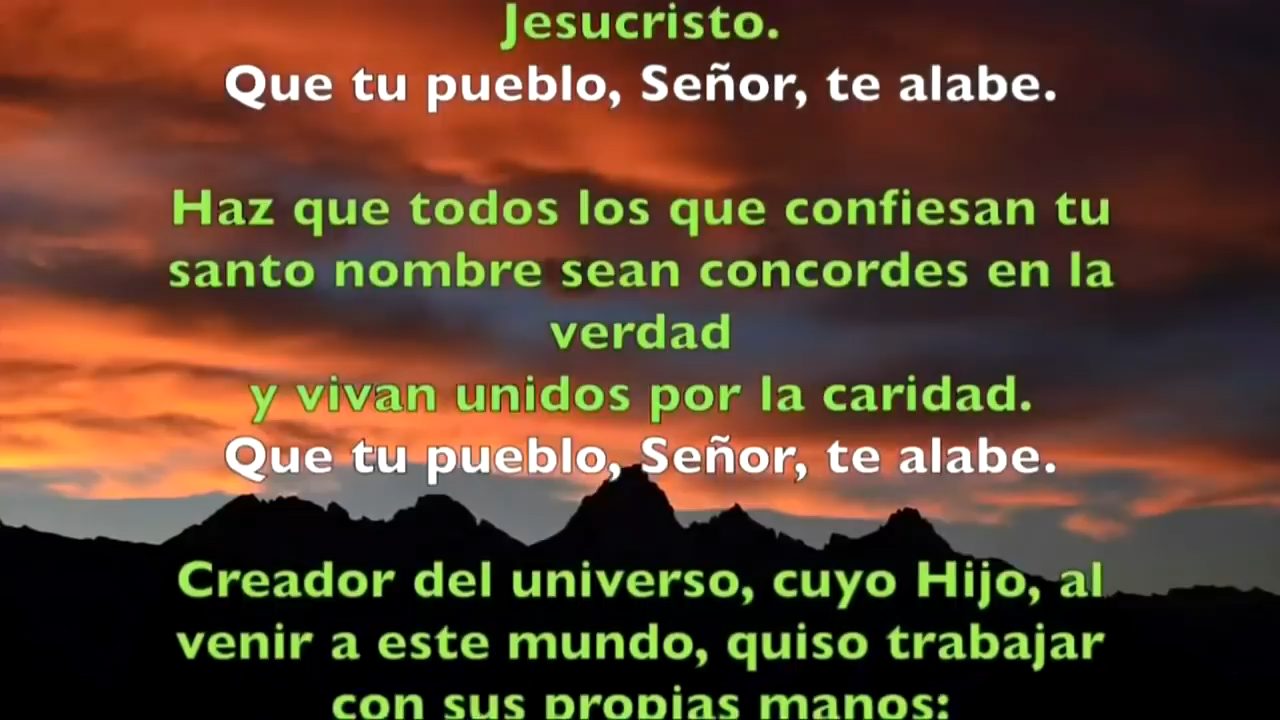 Jesucristo.
Que tu pueblo, Señor, te alabe.
Haz que todos los que confiesan tu
santo nombre sean concordes en la
verdad
y vivan unidos por la caridad.
Que tu pueblo, Señor, te alabe.
Creador del universo, cuyo Hijo, al
venir a este mundo, quiso trabajar
con sus propias manos: